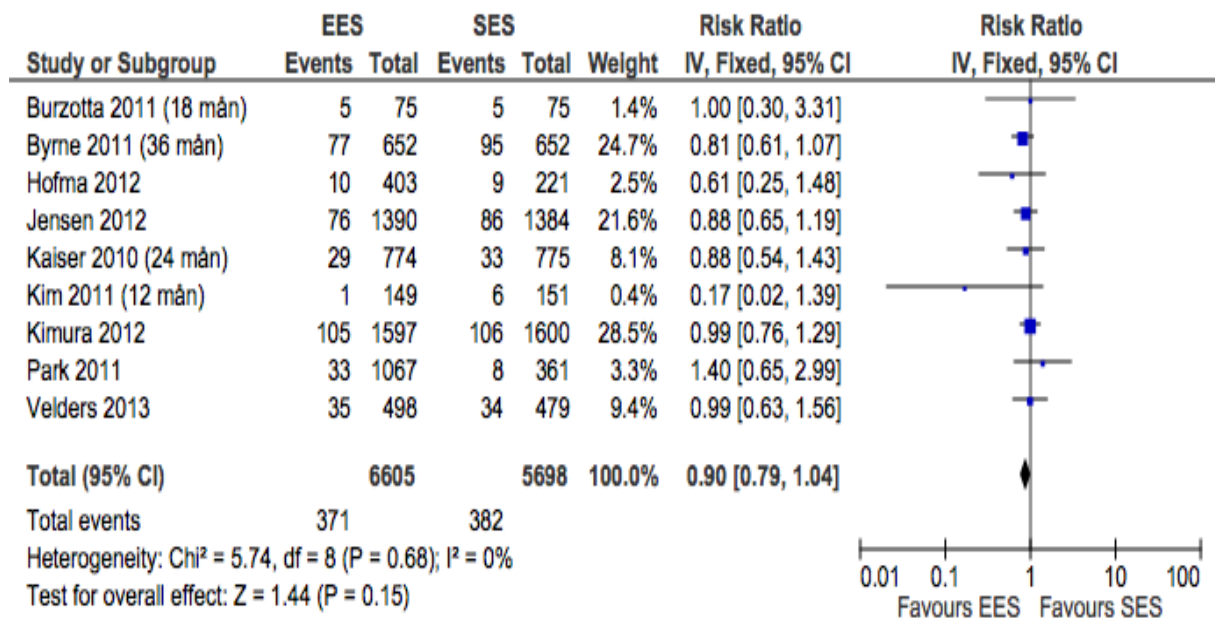 EES SES Risk Ratio Risk Ratio
Study or Subgroup Events Total Events Total Weight IV, Fixed, 95% CI IV, Fixed, 95% CI
Burzotta 2011 (18 mån) 5 75 5 75 1.4% 1.00 [0.30, 3.31]
Byrne 2011 (36 mån) 77 652 95 652 24.7% 0.81 [0.61, 1.07]
Hofma 2012 10 403 9 221 2.5% 0.61 [0.25, 1.48]
Jensen 2012 76 1390 86 1384 21.6% 0.88 [0.65, 1.19]
Kaiser 2010 (24 mån) 29 774 33 775 8.1% 0.88 [0.54, 1.43]
Kim 2011 (12 mån) 1 149 6 151 0.4% 0.17 [0.02, 1.39]
Kimura 2012 105 1597 106 1600 28.5% 0.99 [0.76, 1.29]
Park 2011 33 1067 8 361 3.3% 1.40 [0.65, 2.99]
Velders 2013 35 498 34 479 9.4% 0.99 [0.63, 1.56]
Total (95% CI) 6605 5698 100.0% 0.90 [0.79, 1.04]
Total events 371 382
Heterogeneity: Chi² = 5.74, df = 8 (P = 0.68); I² = 0%
Test for overall effect: Z = 1.44 (P = 0.15)
0.01 0.1 1 10 100
Favours EES Favours SES